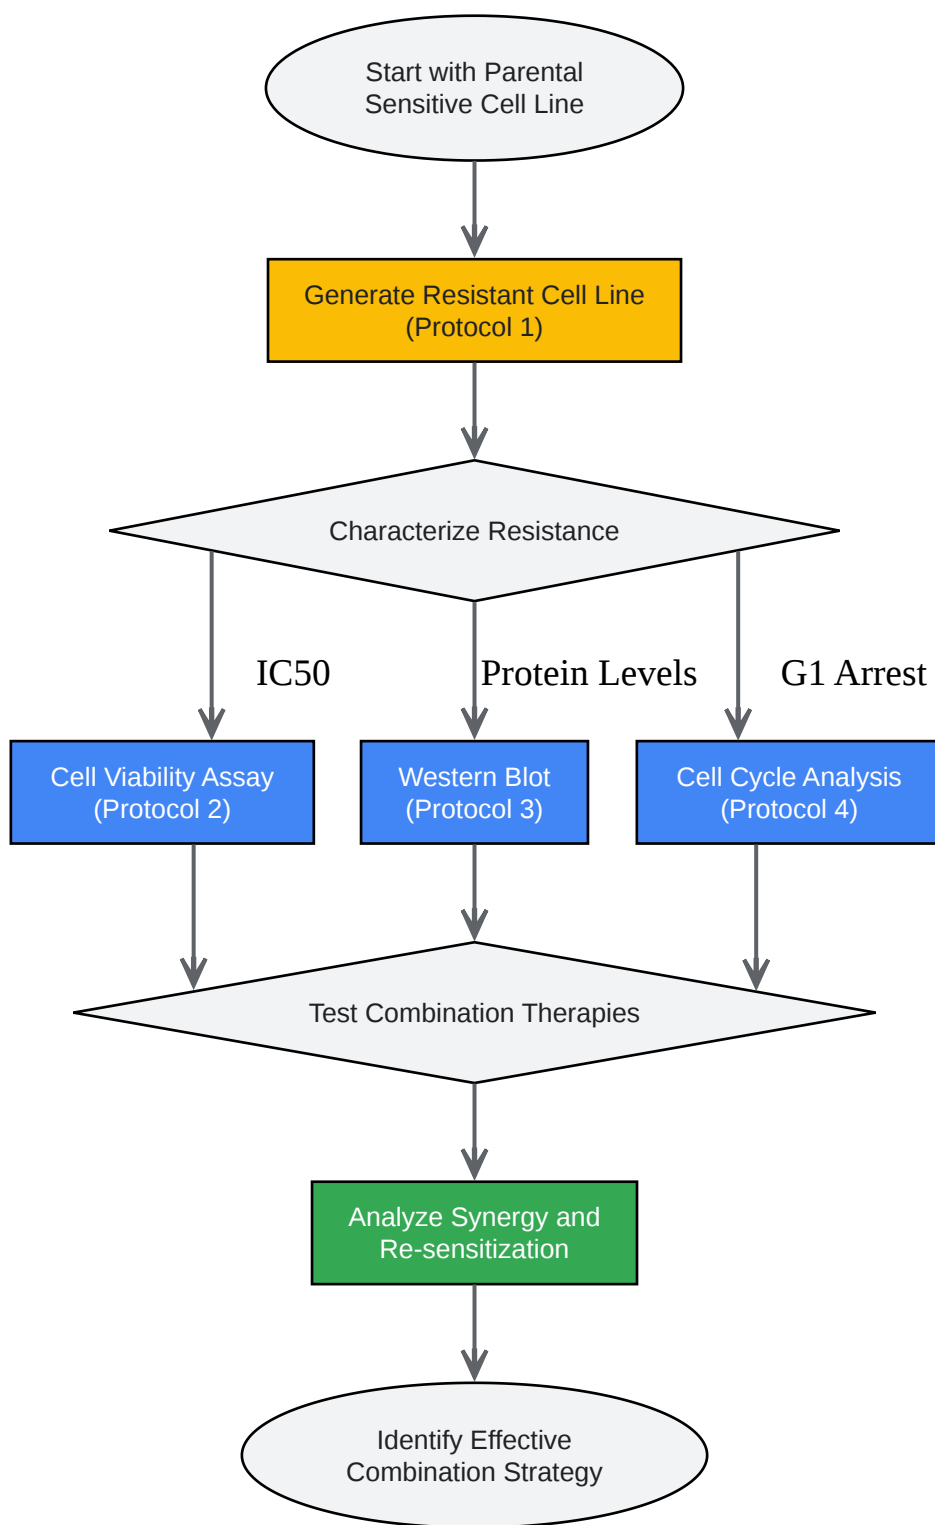 Start with Parental
Sensitive Cell Line
Generate Resistant Cell Line
(Protocol 1)
Characterize Resistance
IC50
Protein Levels
G1 Arrest
Cell Viability Assay
(Protocol 2)
Western Blot
(Protocol 3)
Cell Cycle Analysis
(Protocol 4)
Test Combination Therapies
Analyze Synergy and
Re-sensitization
Identify Effective
Combination Strategy